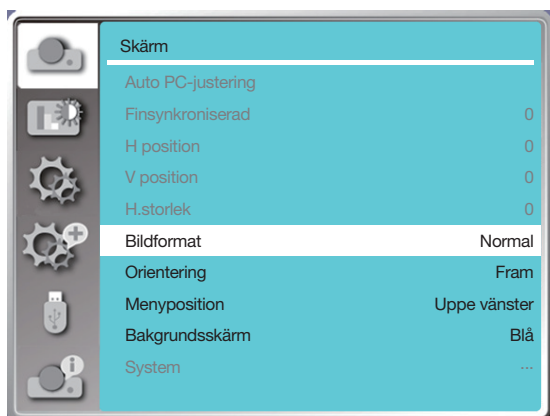 Skärm
Auto PC-justering
Finsynkroniserad 0
H position 0
V position 0
H.storlek 0
Bildformat Normal
Orientering Fram
Menyposition Uppe vänster
Bakgrundsskärm Blå
System ...